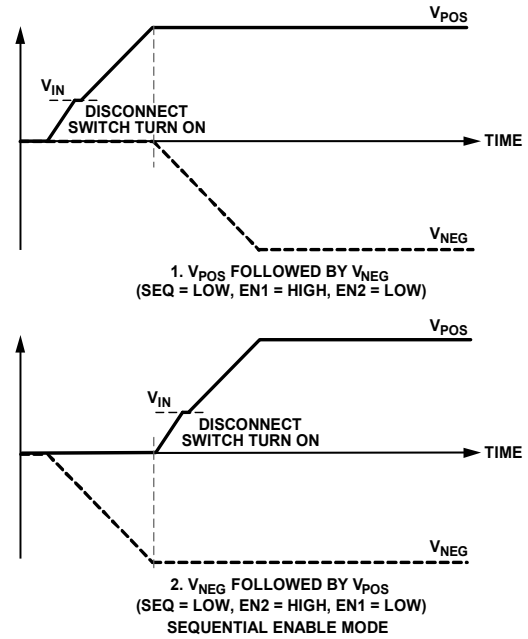 VPOS
VIN
DISCONNECT
SWITCH TURN ON
TIME
VNEG
1. VPOS FOLLOWED BY VNEG
(SEQ = LOW, EN1 = HIGH, EN2 = LOW)
VPOS
VIN
DISCONNECT
SWITCH TURN ON
TIME
VNEG
2. VNEG FOLLOWED BY VPOS
(SEQ = LOW, EN2 = HIGH, EN1 = LOW)
SEQUENTIAL ENABLE MODE